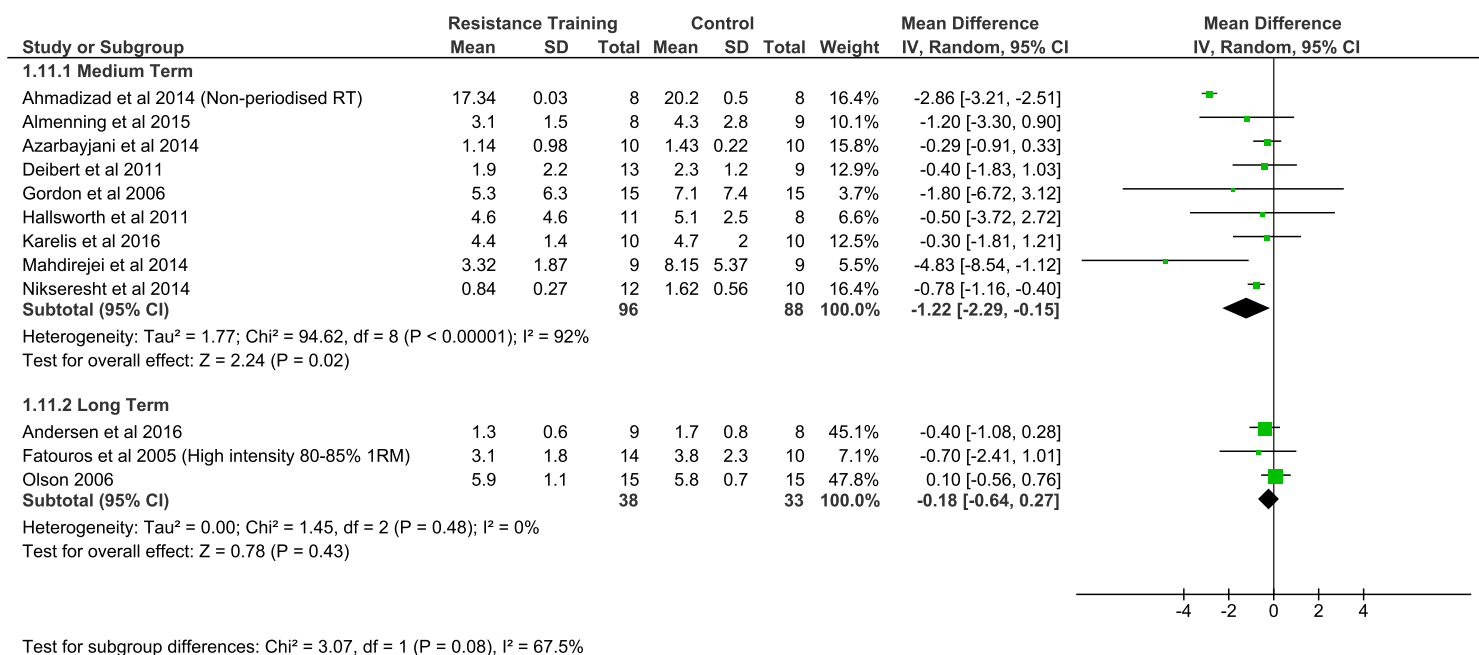 Resistance Training Control Mean Difference Mean Difference
Study or Subgroup Mean SD Total Mean SD Total Weight IV, Random, 95% CI IV, Random, 95% CI
1.11.1 Medium Term
Ahmadizad et al 2014 (Non-periodised RT) 17.34 0.03 8 20.2 0.5 8 16.4% -2.86 [-3.21, -2.51]
Almenning et al 2015 3.1 1.5 8 4.3 2.8 9 10.1% -1.20 [-3.30, 0.90]
Azarbayjani et al 2014 1.14 0.98 10 1.43 0.22 10 15.8% -0.29 [-0.91, 0.33]
Deibert et al 2011 1.9 2.2 13 2.3 1.2 9 12.9% -0.40 [-1.83, 1.03]
Gordon et al 2006 5.3 6.3 15 7.1 7.4 15 3.7% -1.80 [-6.72, 3.12]
Hallsworth et al 2011 4.6 4.6 11 5.1 2.5 8 6.6% -0.50 [-3.72, 2.72]
Karelis et al 2016 4.4 1.4 10 4.7 2 10 12.5% -0.30 [-1.81, 1.21]
Mahdirejei et al 2014 3.32 1.87 9 8.15 5.37 9 5.5% -4.83 [-8.54, -1.12]
Nikseresht et al 2014 0.84 0.27 12 1.62 0.56 10 16.4% -0.78 [-1.16, -0.40]
Subtotal (95% CI) 96 88 100.0% -1.22 [-2.29, -0.15]
Heterogeneity: Tau² = 1.77; Chi² = 94.62, df = 8 (P < 0.00001); I² = 92%
Test for overall effect: Z = 2.24 (P = 0.02)
1.11.2 Long Term
Andersen et al 2016 1.3 0.6 9 1.7 0.8 8 45.1% -0.40 [-1.08, 0.28]
Fatouros et al 2005 (High intensity 80-85% 1RM) 3.1 1.8 14 3.8 2.3 10 7.1% -0.70 [-2.41, 1.01]
Olson 2006 5.9 1.1 15 5.8 0.7 15 47.8% 0.10 [-0.56, 0.76]
Subtotal (95% CI) 38 33 100.0% -0.18 [-0.64, 0.27]
Heterogeneity: Tau² = 0.00; Chi² = 1.45, df = 2 (P = 0.48); I² = 0%
Test for overall effect: Z = 0.78 (P = 0.43)
-4 -2 0 2 4
Test for subgroup differences: Chi² = 3.07, df = 1 (P = 0.08), I² = 67.5%